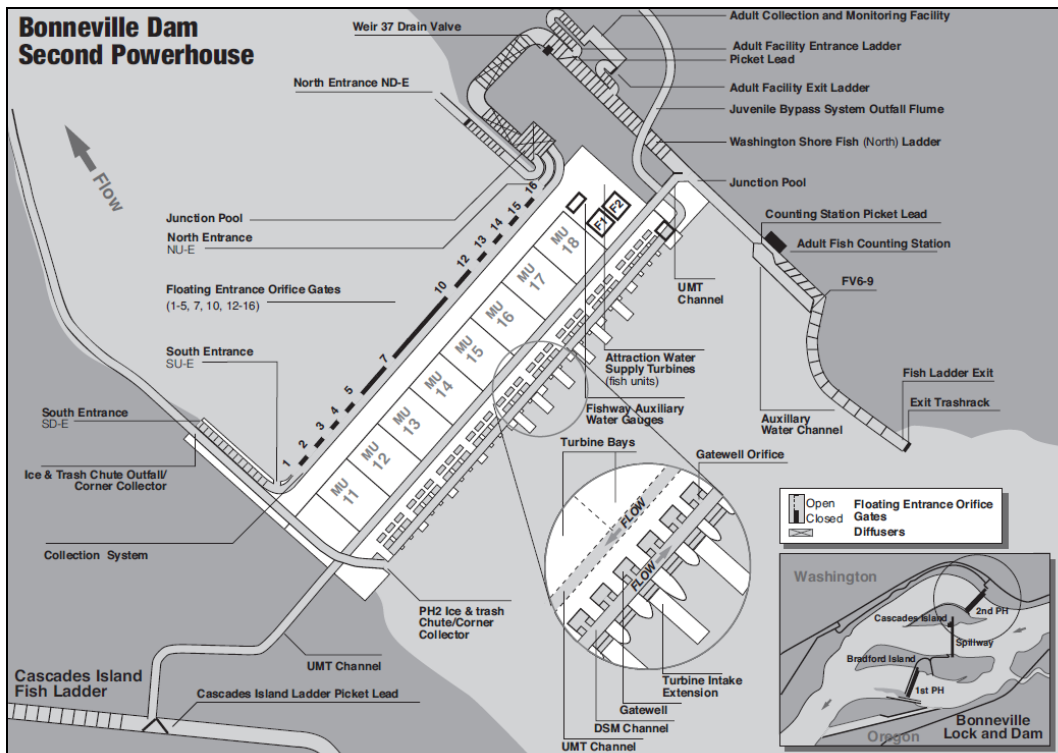 Bonneville Dam
Second Powerhouse
Weir 37 Drain Valve
Adult Collection and Monitoring Facility
Adult Facility Entrance Ladder
Picket Lead
North Entrance ND-E
Adult Facility Exit Ladder
Juvenile Bypass System Outfall Flume
Washington Shore Fish (North) Ladder
Flow
Junction Pool
Junction Pool
North Entrance
NU-E
Counting Station Picket Lead
Adult Fish Counting Station
FV6-9
UMT
Channel
Floating Entrance Orifice Gates
(1-5, 7, 10, 12-16)
1
2
3
4
5
7
10
12
13
14
15
16
F1
F2
MU
18
MU
17
MU
16
MU
15
MU
14
MU
13
MU
12
MU
11
South Entrance
SU-E
South Entrance
SD-E
Attraction Water
Supply Turbines
(fish units)
Fishway Auxiliary
Water Gauges
Fish Ladder Exit
Exit Trashrack
Auxillary
Water Channel
Ice & Trash Chute Outfall/
Corner Collector
Turbine Bays
Gatewell Orifice
FLOW
FLOW
Collection System
PH2 Ice & trash
Chute/Corner
Collector
UMT Channel
Turbine Intake
Extension
Gatewell
DSM Channel
UMT Channel
Cascades Island
Fish Ladder
Cascades Island Ladder Picket Lead
Open
Closed
Floating Entrance Orifice
Gates
Diffusers
Washington
2nd PH
Cascades Island
Spillway
Bradford Island
1st PH
Oregon
Bonneville
Lock and Dam